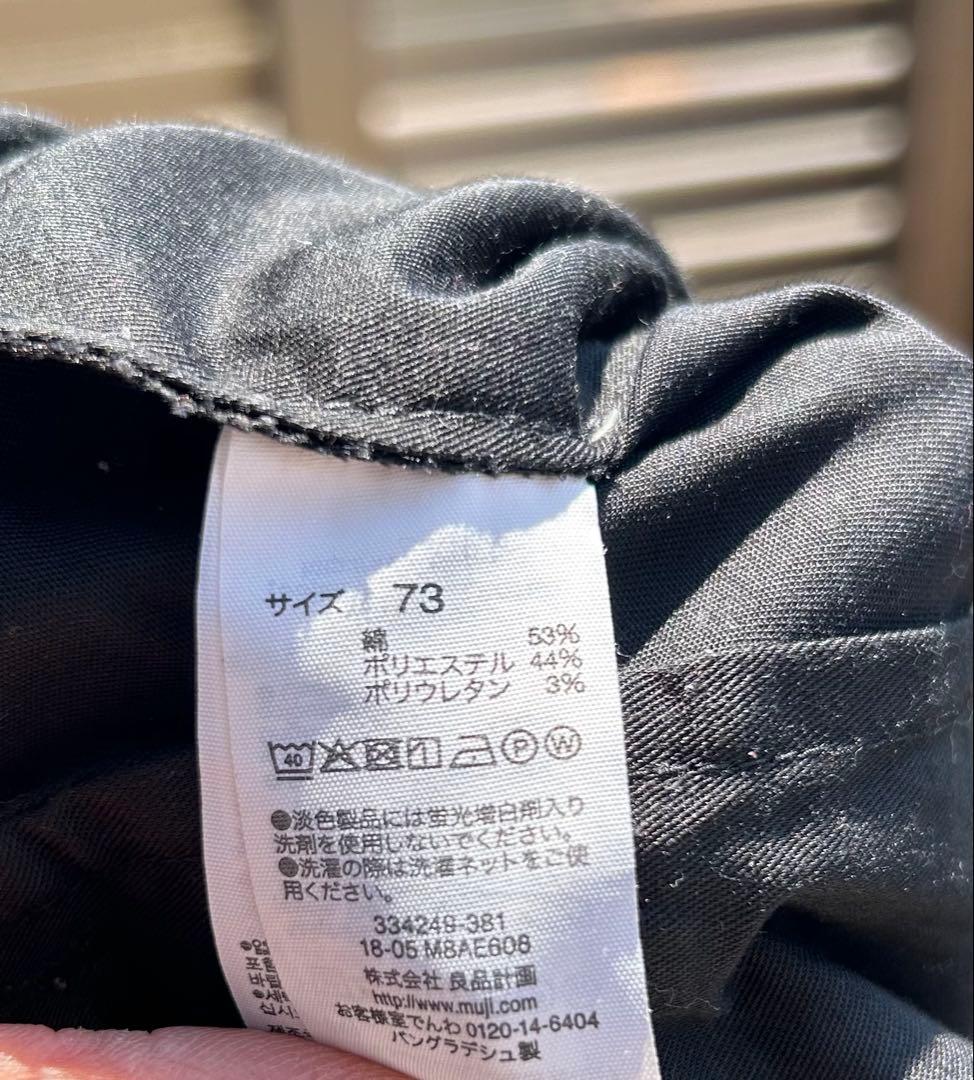 サイズ 73
綿 53%
ポリエステル 44%
ポリウレタン 3%
40 P W
●淡色製品には蛍光増白剤入り
洗剤を使用しないでください。
●洗濯の際は洗濯ネットをご使
用ください。
334249-381
18-05 M8AE608
株式会社 良品計画
http://www.muji.com
お客様室でんわ 0120-14-6404
バングラデシュ製